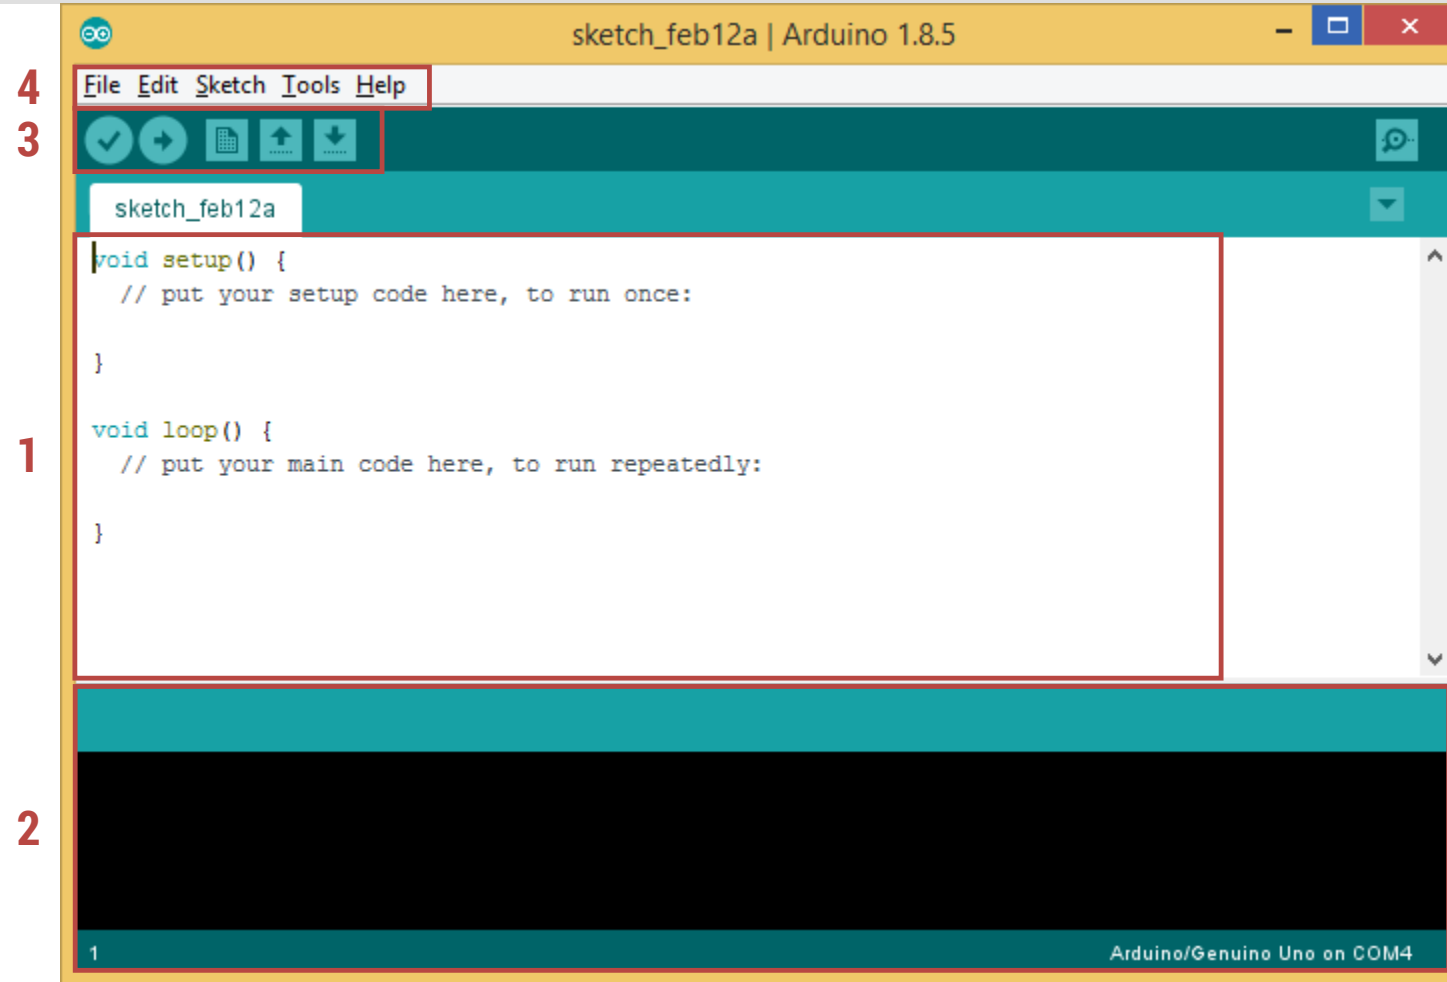 sketch_feb12a | Arduino 1.8.5
4
File Edit Sketch Tools Help
3
sketch_feb12a
void setup() {
  // put your setup code here, to run once:
}
void loop() {
1
  // put your main code here, to run repeatedly:
}
2
1
Arduino/Genuino Uno on COM4